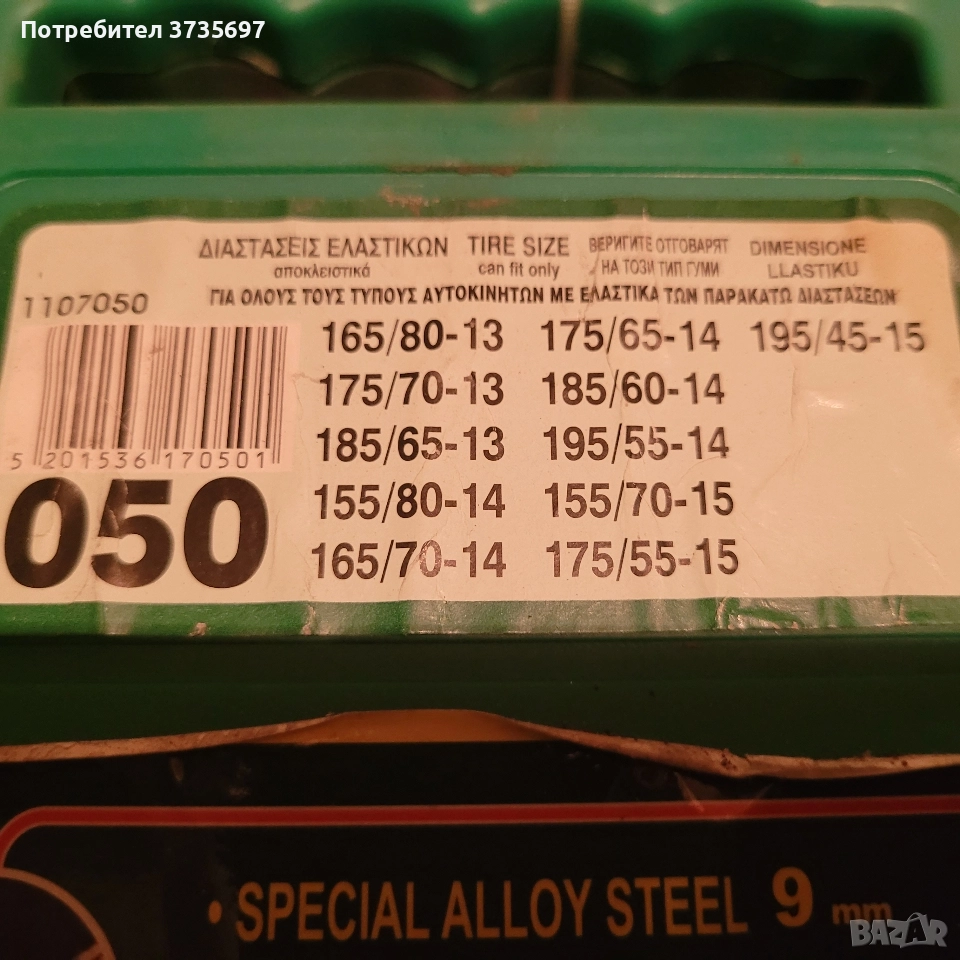 Потребител 3735697
ΔΙΑΣΤΑΣΕΙΣ ΕΛΑΣΤΙΚΩΝ TIRE SIZE ВЕРИГИТЕ ОТГОВАРЯТ DIMENSIONE
αποκλειστικά can fit only НА ТОЗИ ТИП ГУМИ LLASTIKU
1107050 ΓΙΑ ΟΛΟΥΣ ΤΟΥΣ ΤΥΠΟΥΣ ΑΥΤΟΚΙΝΗΤΩΝ ΜΕ ΕΛΑΣΤΙΚΑ ΤΩΝ ΠΑΡΑΚΑΤΩ ΔΙΑΣΤΑΣΕΩΝ
165/80-13 175/65-14 195/45-15
175/70-13 185/60-14
185/65-13 195/55-14
5 201536 170501
155/80-14 155/70-15
050
165/70-14 175/55-15
• SPECIAL ALLOY STEEL 9 mm
BAZAR